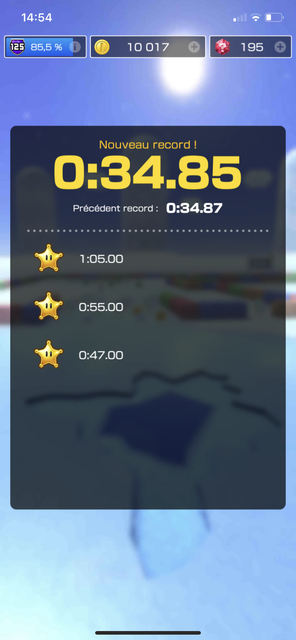 14:54
125 85,5 % i 10 017 + 195 +
Nouveau record !
0:34.85
Précédent record : 0:34.87
1:05.00
0:55.00
0:47.00